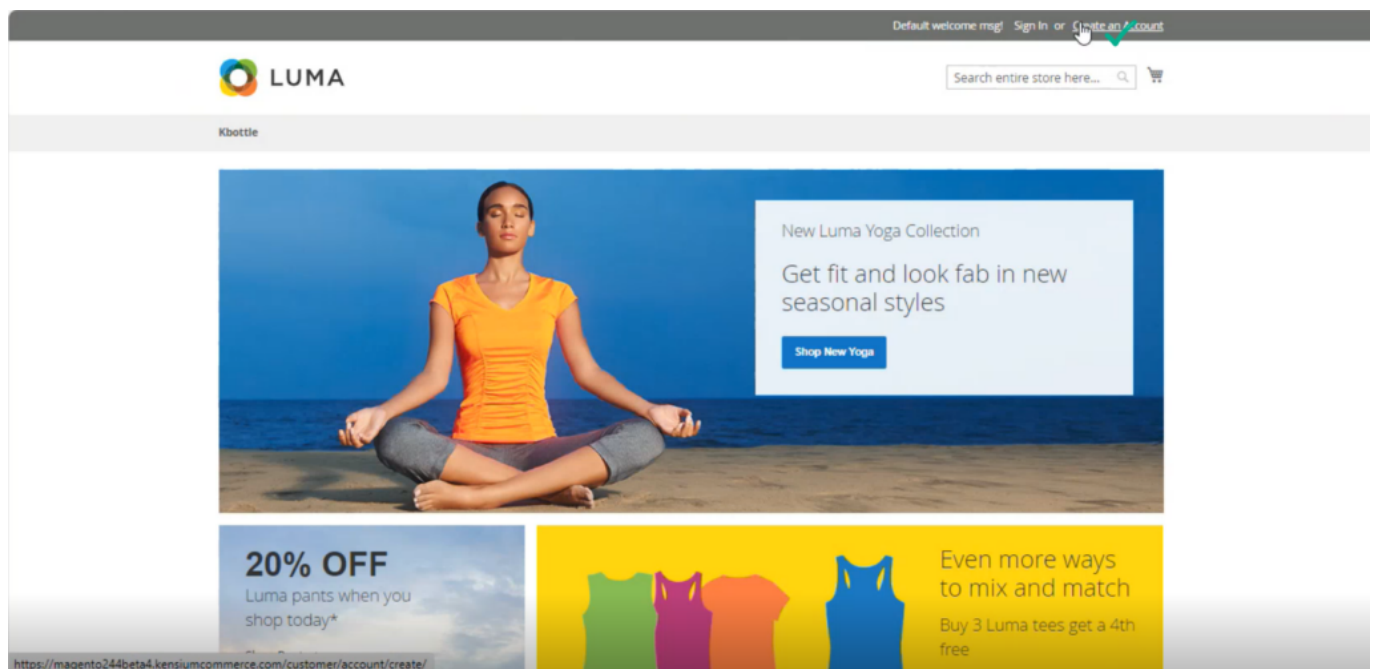 Default welcome msg! Sign In or Create an Account
LUMA
Search entire store here...
Kbottle
New Luma Yoga Collection
Get fit and look fab in new
seasonal styles
Shop New Yoga
20% OFF
Luma pants when you
shop today*
Even more ways
to mix and match
Buy 3 Luma tees get a 4th
free
https://magento244beta4.kensiumcommerce.com/customer/account/create/